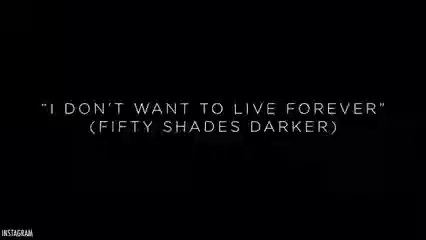 "I DON'T WANT TO LIVE FOREVER"
(FIFTY SHADES DARKER)
INSTAGRAM